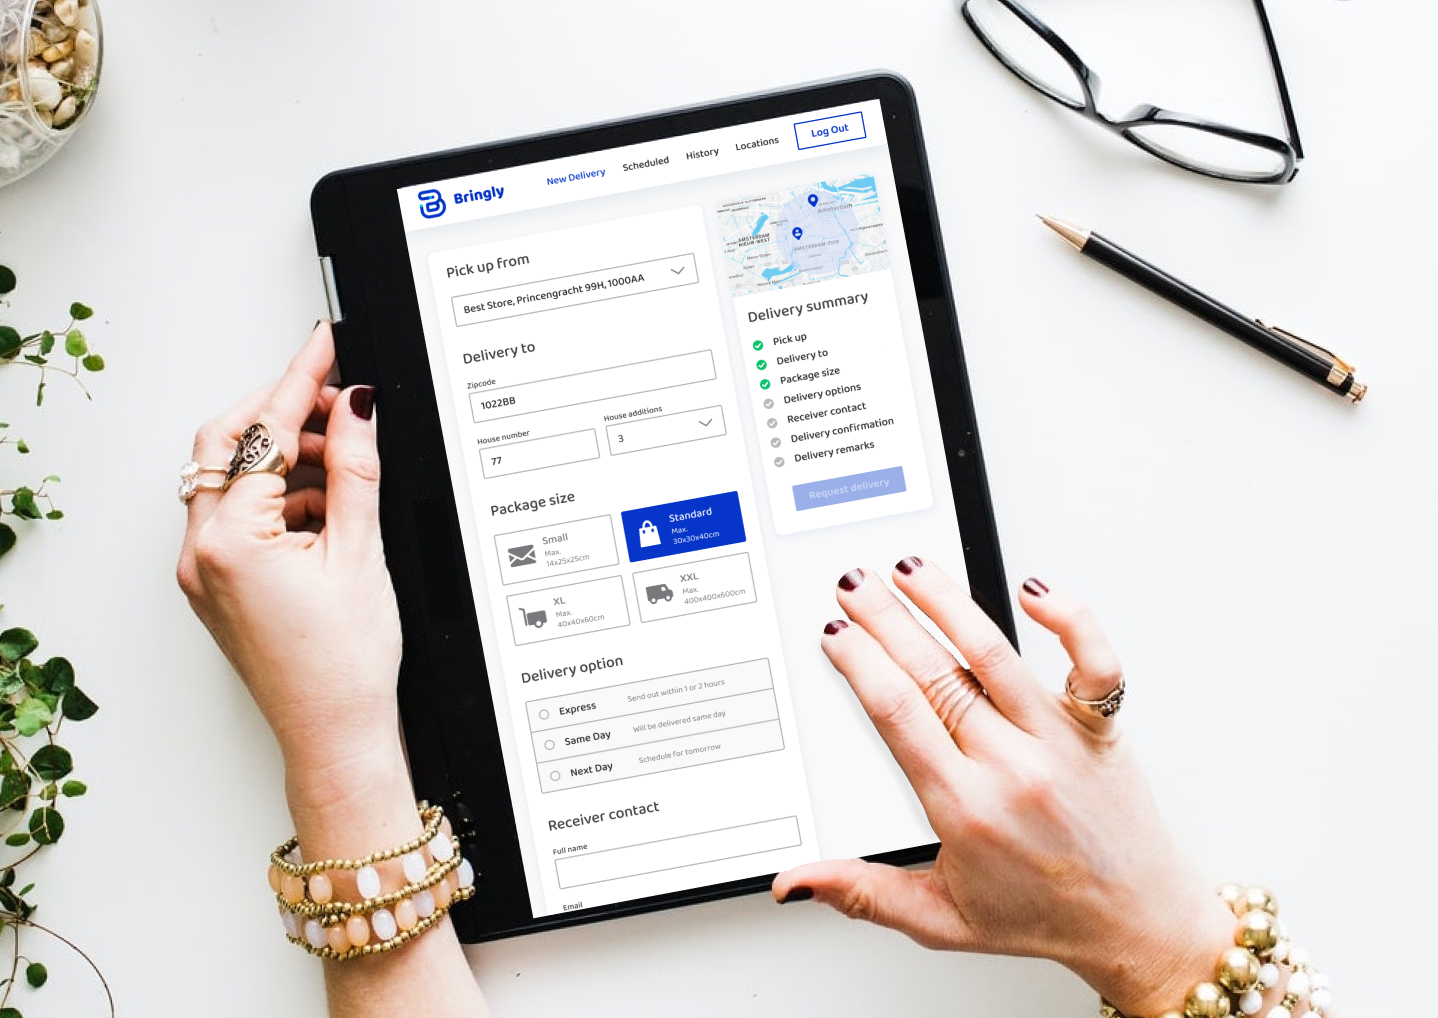 Bringly
New Delivery
Scheduled
History
Locations
Log Out
Pick up from
Best Store, Princengracht 99H, 1000AA
Delivery to
Zipcode
1022BB
House number
77
House additions
3
Package size
Small
Max.
14x25x25cm
Standard
Max.
30x30x40cm
XL
Max.
40x40x60cm
XXL
Max.
400x400x600cm
Delivery option
Express
Send out within 1 or 2 hours
Same Day
Will be delivered same day
Next Day
Schedule for tomorrow
Receiver contact
Full name
Email
Amsterdam
AMSTERDAM
NIEUW-WEST
AMSTERDAM-ZUID
Delivery summary
Pick up
Delivery to
Package size
Delivery options
Receiver contact
Delivery confirmation
Delivery remarks
Request delivery